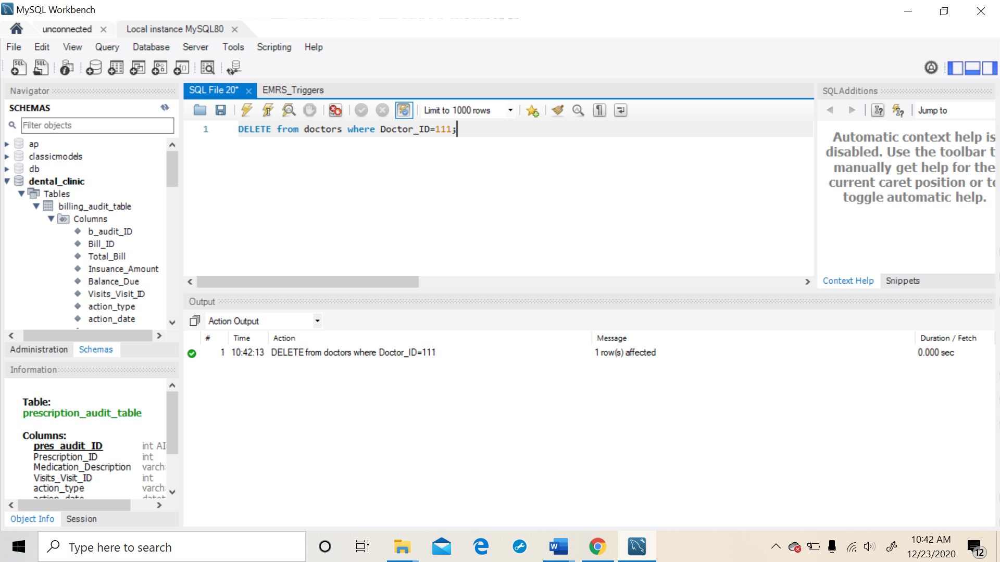 MySQL Workbench
unconnected
Local instance MySQL80
File Edit View Query Database Server Tools Scripting Help
SQL SQL
Navigator
SCHEMAS
Filter objects
ap
classicmodels
db
dental_clinic
Tables
billing_audit_table
Columns
b_audit_ID
Bill_ID
Total_Bill
Insuance_Amount
Balance_Due
Visits_Visit_ID
action_type
action_date
Administration Schemas
Information
Table:
prescription_audit_table
Columns:
pres_audit_ID int AI
Prescription_ID int
Medication_Description varch
Visits_Visit_ID int
action_type varch
action_date datet
Object Info Session
SQL File 20* EMRS_Triggers
Limit to 1000 rows
1 DELETE from doctors where Doctor_ID=111;
SQLAdditions
Jump to
Automatic context help is
disabled. Use the toolbar t
manually get help for the
current caret position or to
toggle automatic help.
Context Help Snippets
Output
Action Output
# Time Action Message Duration / Fetch
1 10:42:13 DELETE from doctors where Doctor_ID=111 1 row(s) affected 0.000 sec
Type here to search
10:42 AM
12/23/2020
12